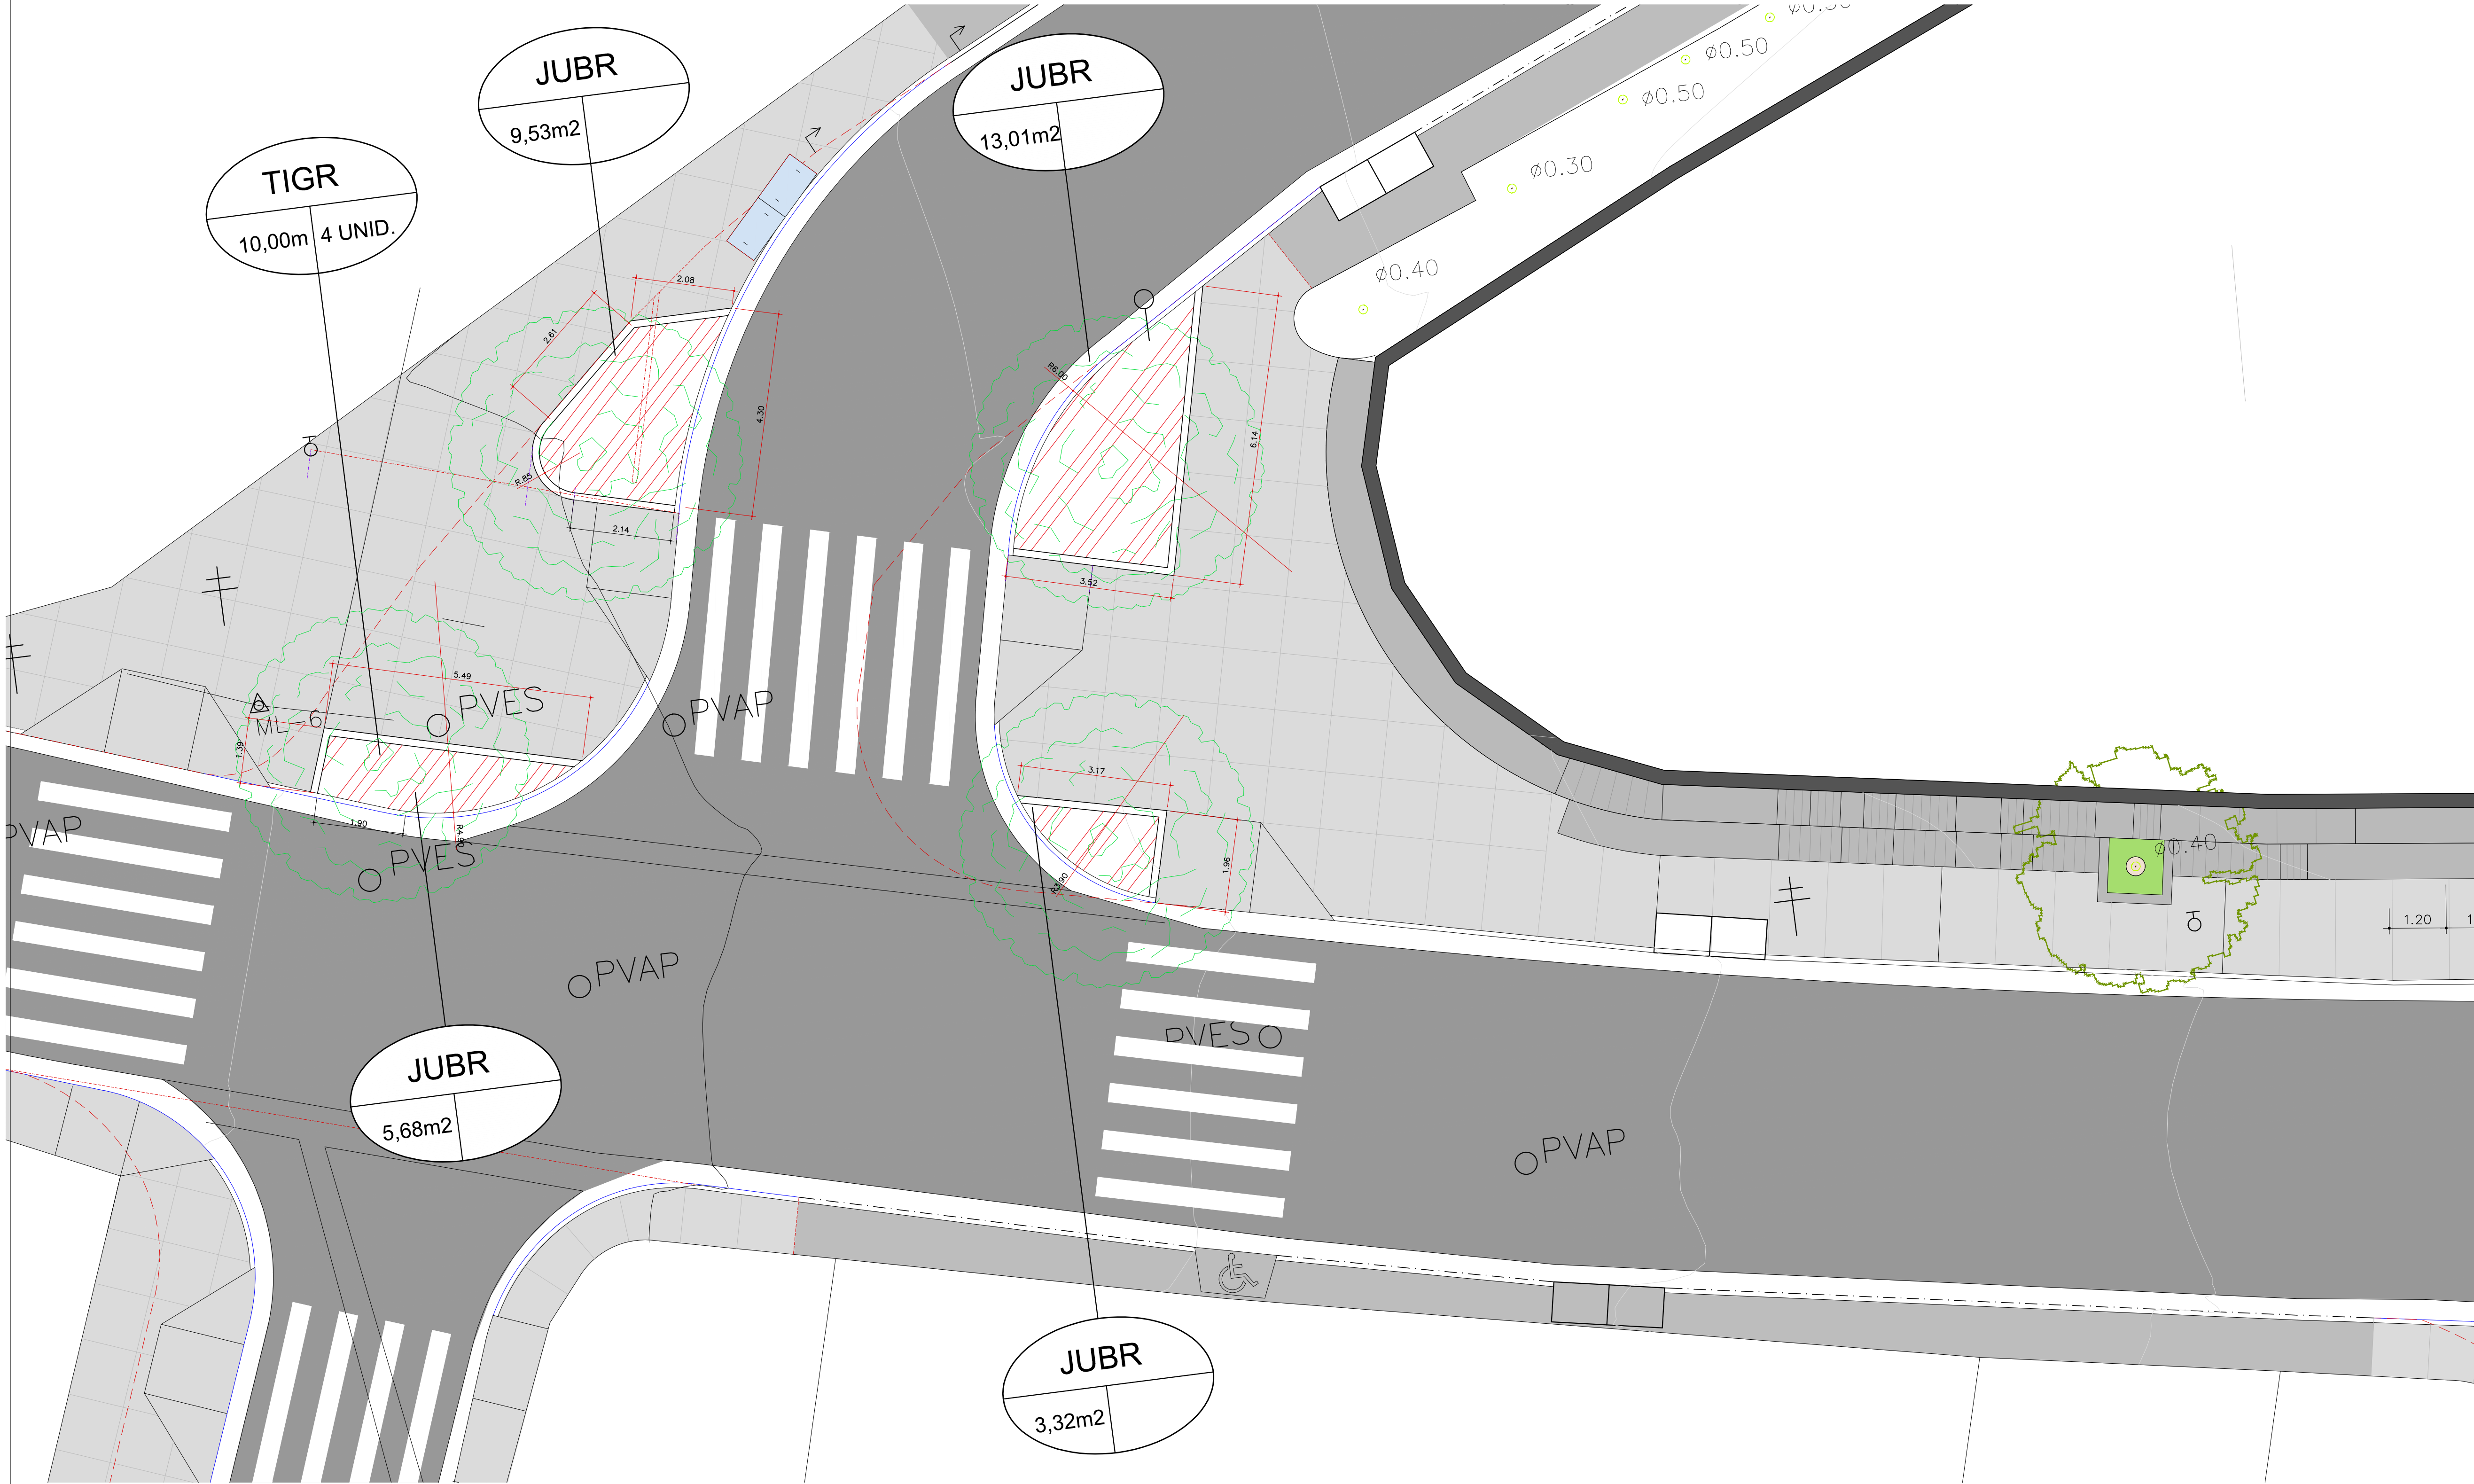 ø0.50
ø0.50
ø0.30
ø0.40
JUBR
9,53m2
JUBR
13,01m2
TIGR
10,00m 4 UNID.
2.08
2.61
4.30
R.85
2.14
R6.00
6.14
3.52
5.49
PVES
PVAP
ML-6
1.39
1.90
R4.90
PVES
PVAP
3.17
1.96
R3.90
ø0.40
1.20
PVAP
PVES
PVAP
JUBR
5,68m2
JUBR
3,32m2